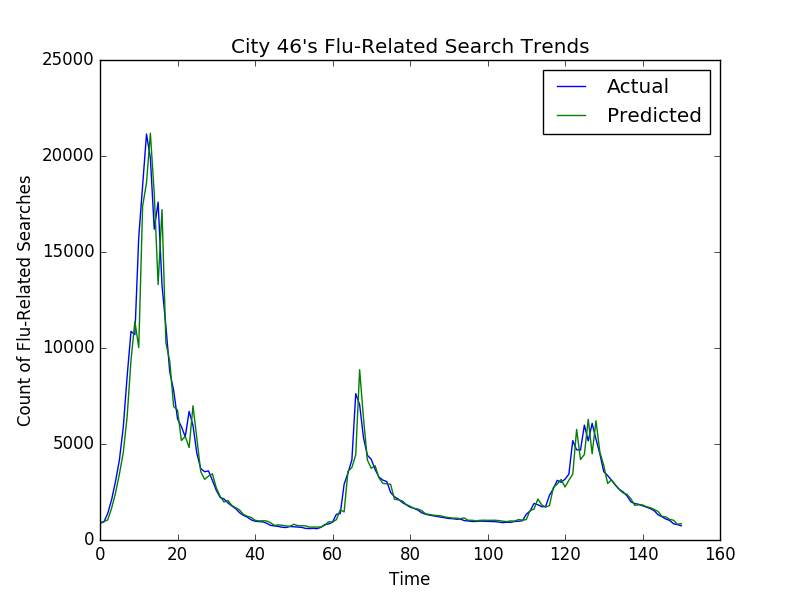 City 46's Flu-Related Search Trends
25000
20000
15000
10000
5000
0
Count of Flu-Related Searches
Actual
Predicted
0 20 40 60 80 100 120 140 160
Time